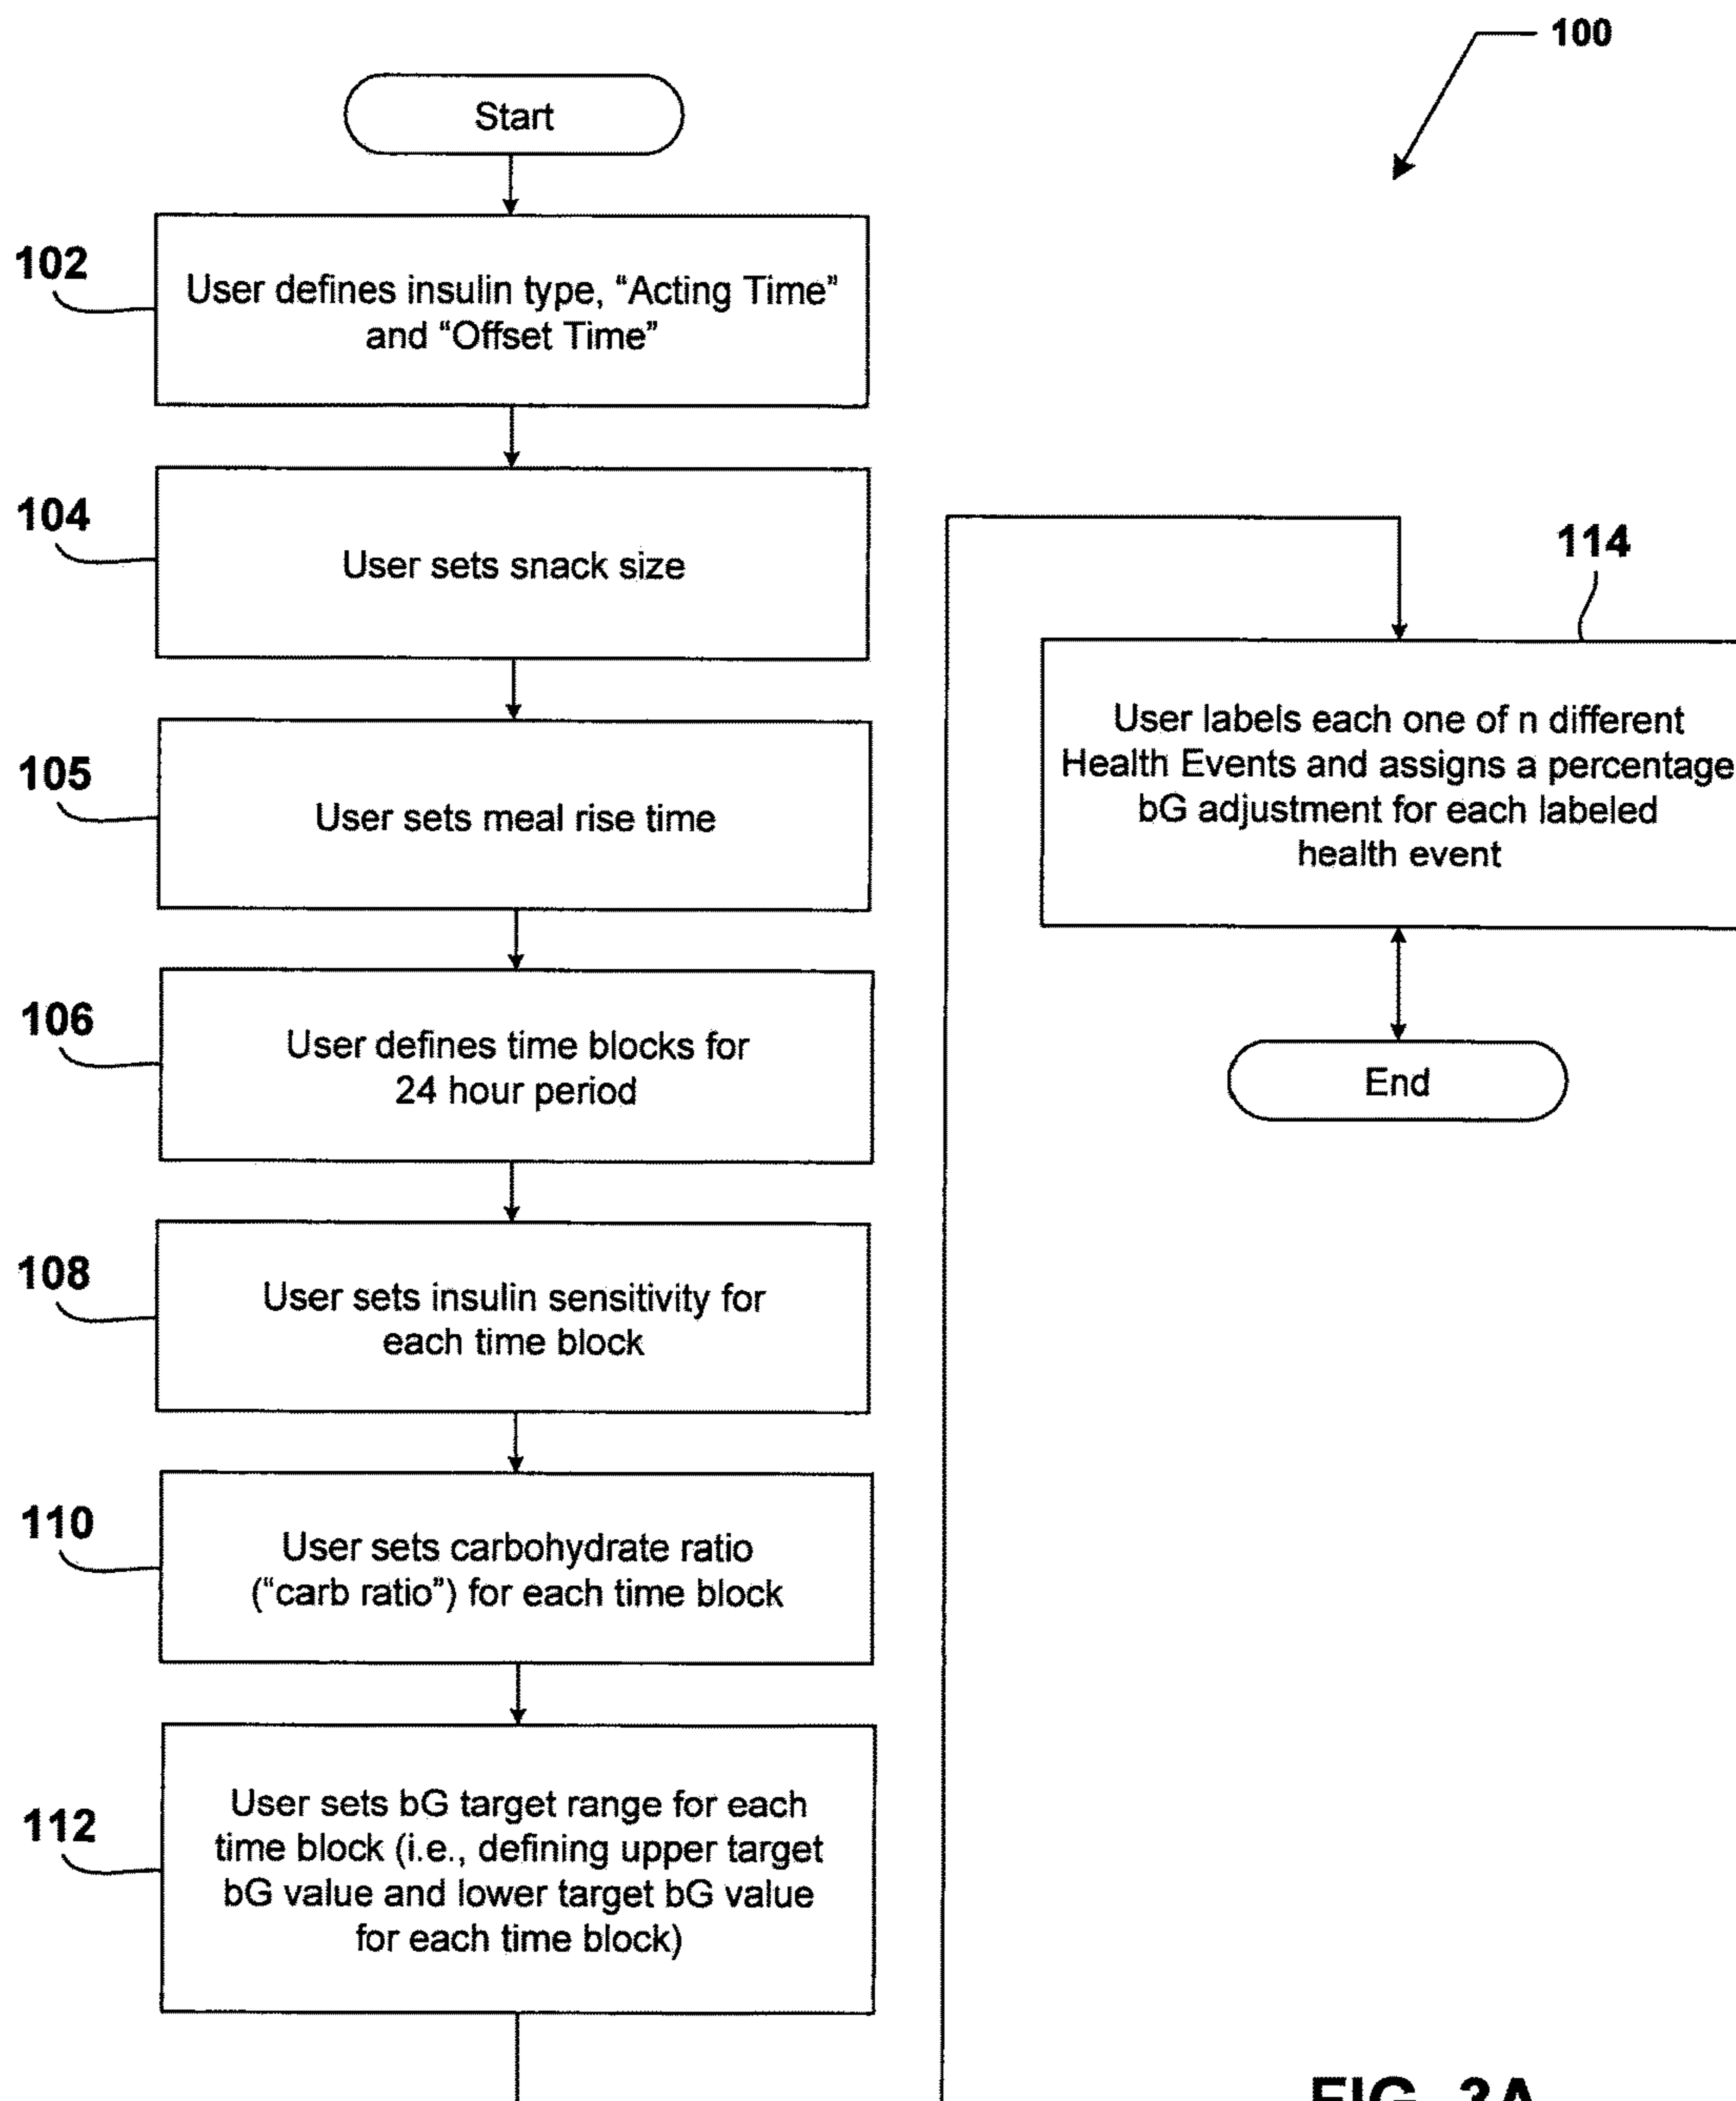 100
Start
102
User defines insulin type, “Acting Time”
and “Offset Time”
104
User sets snack size
105
User sets meal rise time
106
User defines time blocks for
24 hour period
108
User sets insulin sensitivity for
each time block
110
User sets carbohydrate ratio
(“carb ratio”) for each time block
112
User sets bG target range for each
time block (i.e., defining upper target
bG value and lower target bG value
for each time block)
114
User labels each one of n different
Health Events and assigns a percentage
bG adjustment for each labeled
health event
End